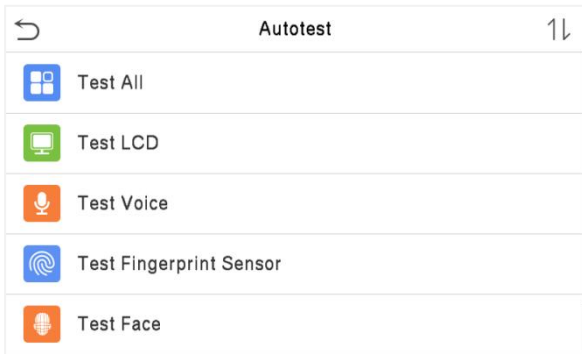 Autotest
Test All
Test LCD
Test Voice
Test Fingerprint Sensor
Test Face